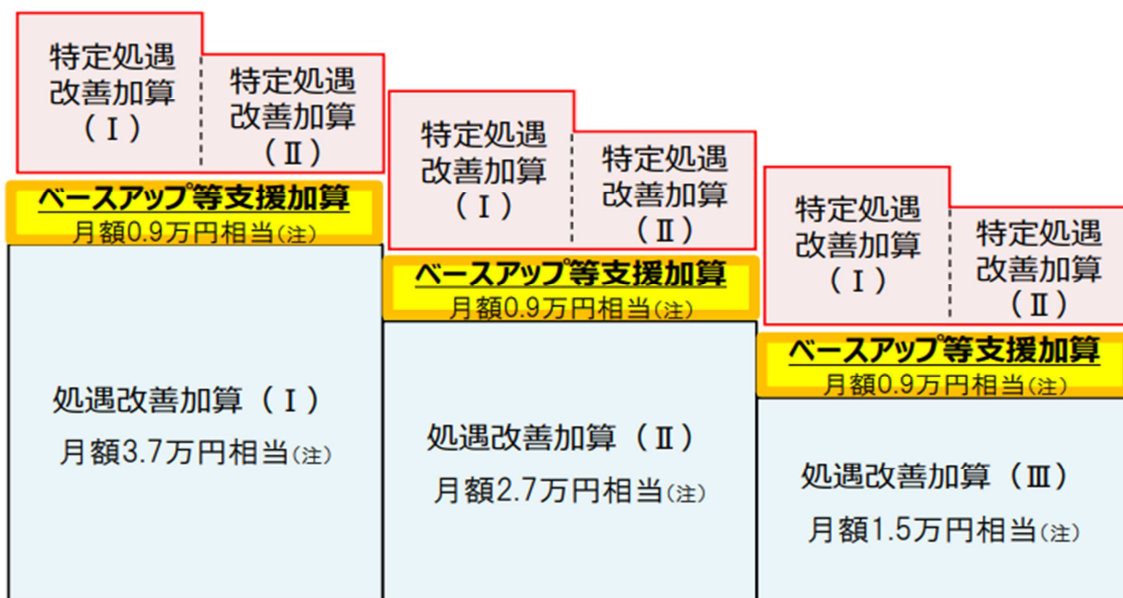 特定処遇
改善加算
（Ⅰ）
特定処遇
改善加算
（Ⅱ）
ベースアップ等支援加算
月額0.9万円相当(注)
処遇改善加算（Ⅰ）
月額3.7万円相当(注)
特定処遇
改善加算
（Ⅰ）
特定処遇
改善加算
（Ⅱ）
ベースアップ等支援加算
月額0.9万円相当(注)
処遇改善加算（Ⅱ）
月額2.7万円相当(注)
特定処遇
改善加算
（Ⅰ）
特定処遇
改善加算
（Ⅱ）
ベースアップ等支援加算
月額0.9万円相当(注)
処遇改善加算（Ⅲ）
月額1.5万円相当(注)